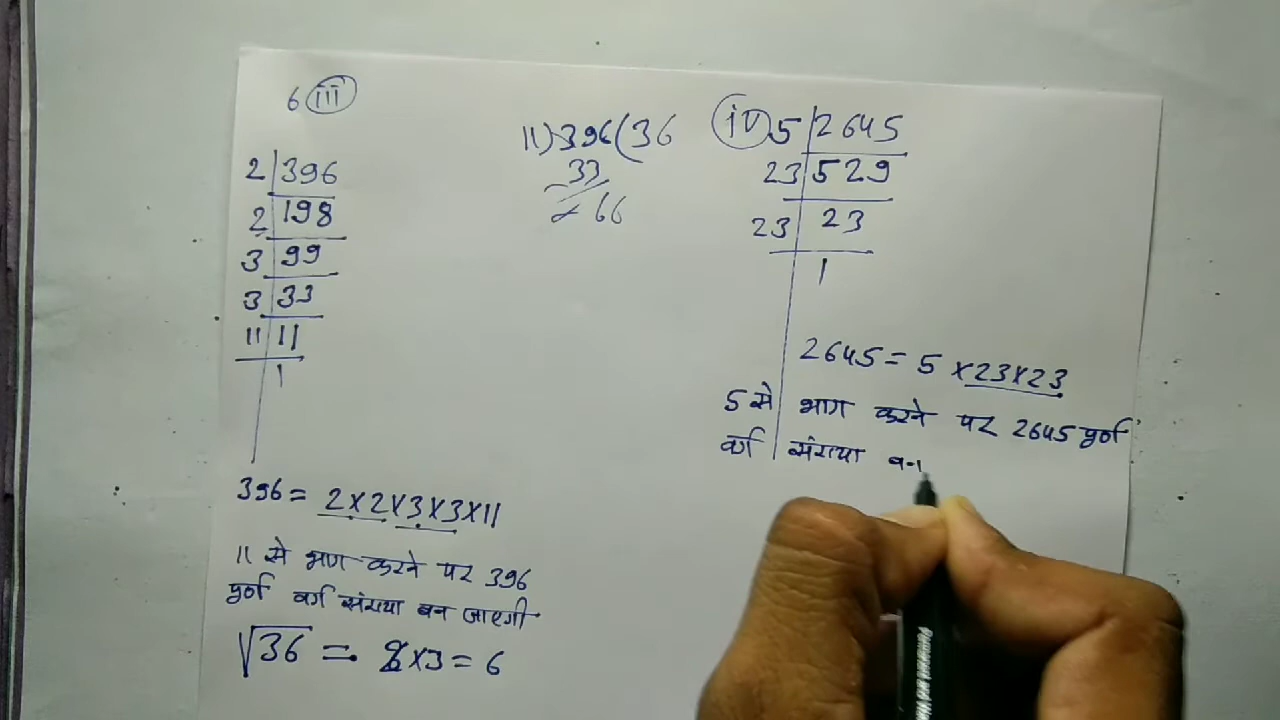 6 (iii)
2 | 396
2 | 198
3 | 99
3 | 33
11 | 11
1
396 = 2×2×3×3×11
11 से भाग करने पर 396
पुर्ण वर्ग संख्या बन जाएगी
√36 = 2×3 = 6
11)396(36
33
×66
(iv) 5 | 2645
23 | 529
23 | 23
1
2645 = 5 ×23×23
5 से भाग करने पर 2645 पुर्ण
वर्ग संख्या बन